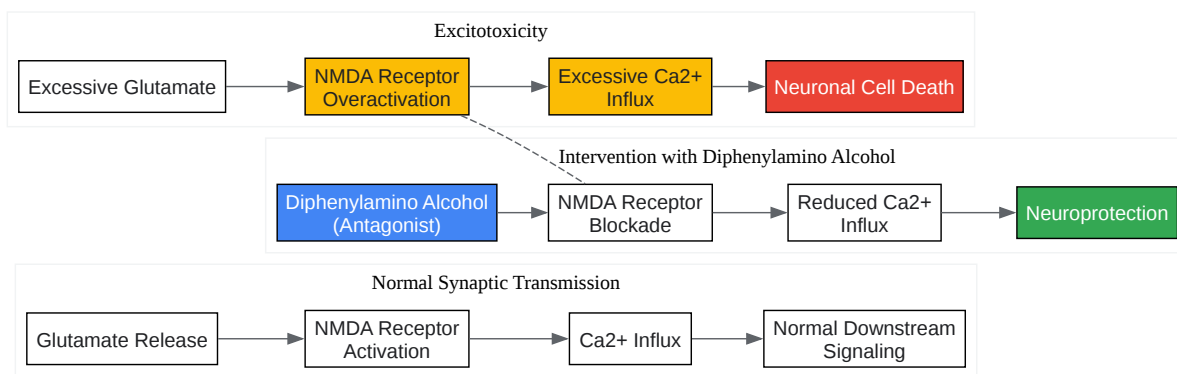 Excitotoxicity
Excessive Glutamate
NMDA Receptor
Overactivation
Excessive Ca2+
Influx
Neuronal Cell Death
Intervention with Diphenylamino Alcohol
Diphenylamino Alcohol
(Antagonist)
NMDA Receptor
Blockade
Reduced Ca2+
Influx
Neuroprotection
Normal Synaptic Transmission
Glutamate Release
NMDA Receptor
Activation
Ca2+ Influx
Normal Downstream
Signaling